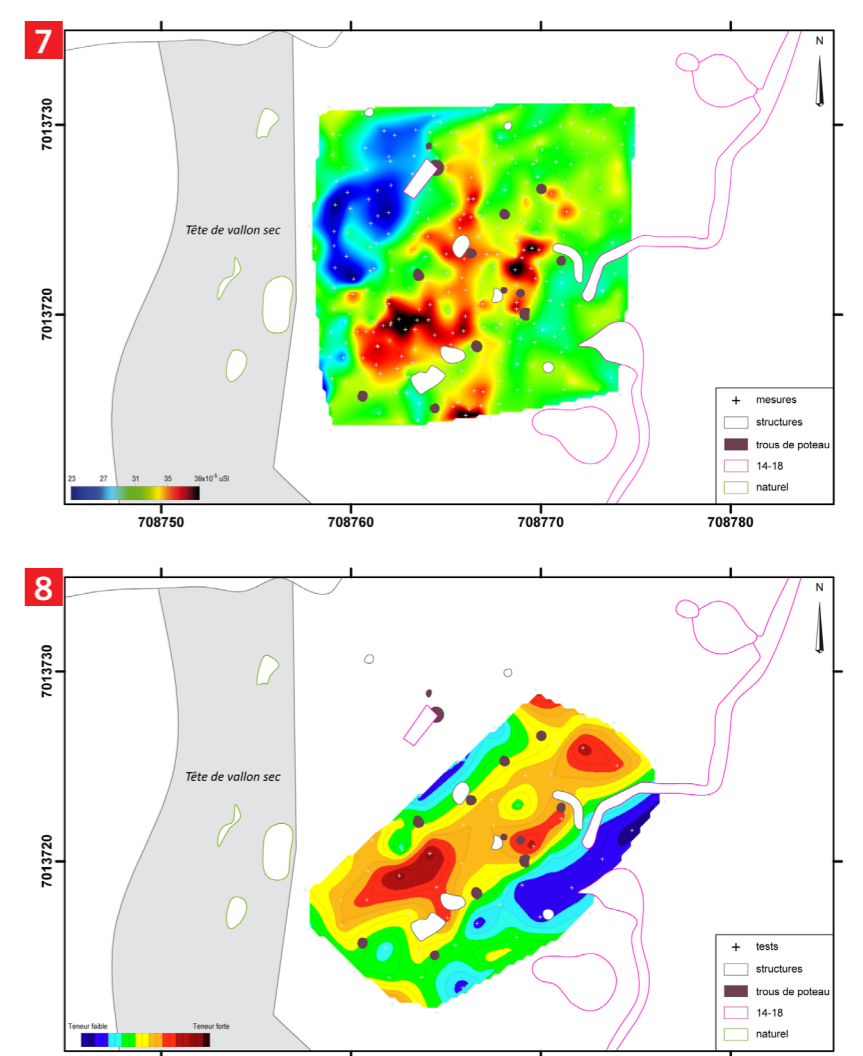 7
N
7013730
Tête de vallon sec
7013720
+ mesures
structures
trous de poteau
14-18
naturel
23 27 31 35 39x10⁻⁵ uSI
708750 708760 708770 708780
8
N
7013730
Tête de vallon sec
7013720
+ tests
structures
trous de poteau
14-18
naturel
Teneur faible Teneur forte